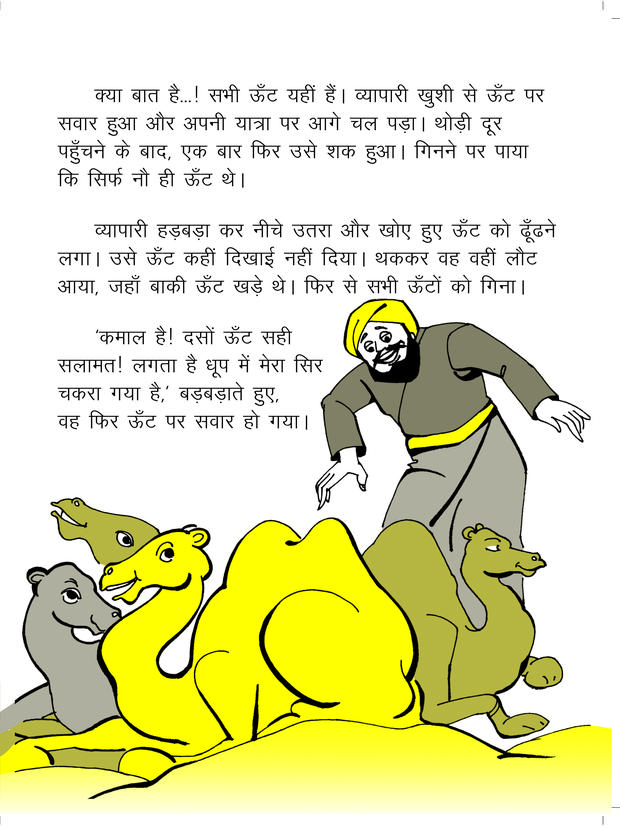 क्या बात है...! सभी ऊँट यहीं हैं। व्यापारी खुशी से ऊँट पर
सवार हुआ और अपनी यात्रा पर आगे चल पड़ा। थोड़ी दूर
पहुँचने के बाद, एक बार फिर उसे शक हुआ। गिनने पर पाया
कि सिर्फ नौ ही ऊँट थे।
व्यापारी हड़बड़ा कर नीचे उतरा और खोए हुए ऊँट को ढूँढने
लगा। उसे ऊँट कहीं दिखाई नहीं दिया। थककर वह वहीं लौट
आया, जहाँ बाकी ऊँट खड़े थे। फिर से सभी ऊँटों को गिना।
‘कमाल है! दसों ऊँट सही
सलामत! लगता है धूप में मेरा सिर
चकरा गया है,’ बड़बड़ाते हुए,
वह फिर ऊँट पर सवार हो गया।